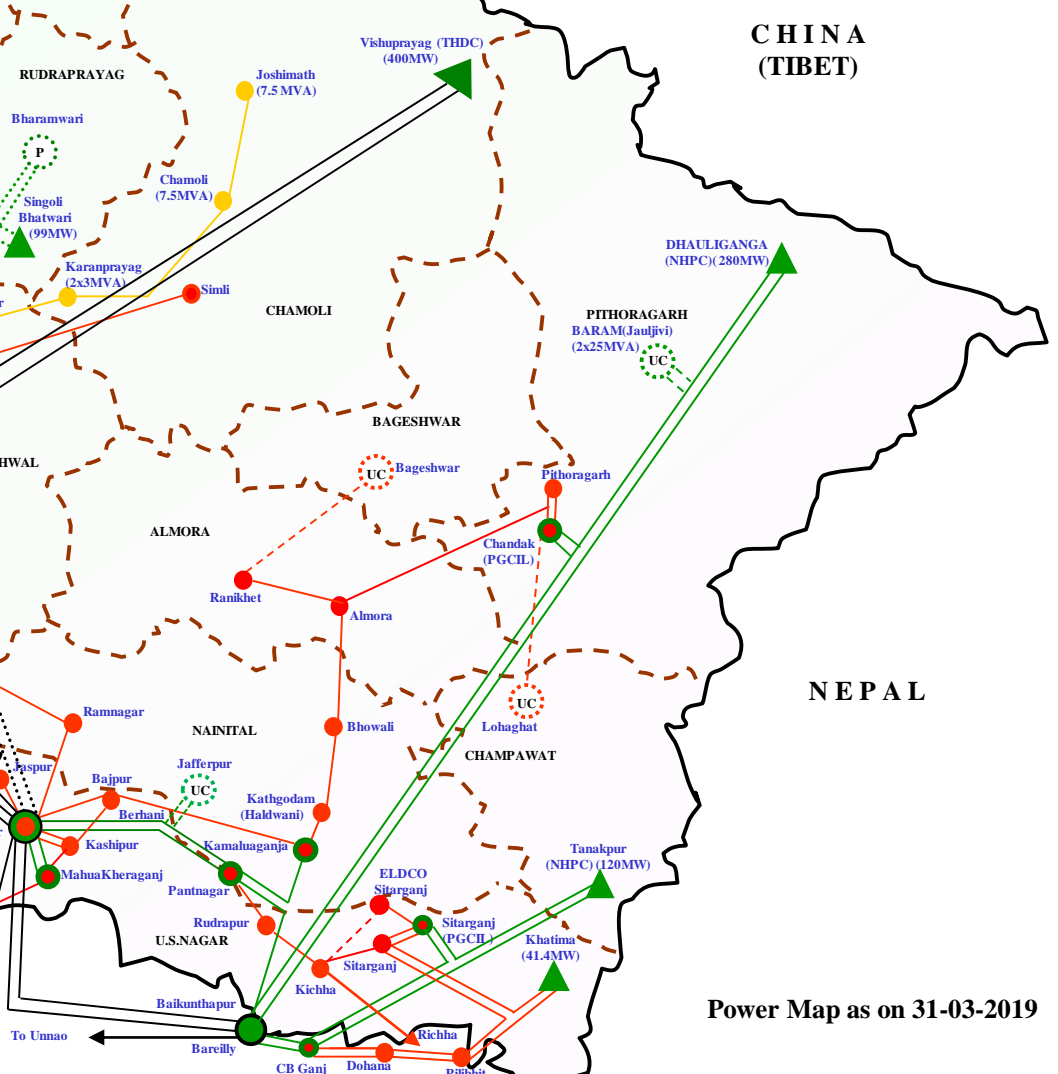 C H I N A
(TIBET)
Vishuprayag (THDC)
(400MW)
RUDRAPRAYAG
Joshimath
(7.5 MVA)
Bharamwari
P
Chamoli
(7.5MVA)
Singoli
Bhatwari
(99MW)
DHAULIGANGA
(NHPC)( 280MW)
Karanprayag
(2x3MVA)
Simli
r
CHAMOLI
PITHORAGARH
BARAM(Jauljivi)
(2x25MVA)
UC
BAGESHWAR
HWAL
UC
Bageshwar
Pithoragarh
ALMORA
Chandak
(PGCIL)
Ranikhet
Almora
NEPAL
UC
Lohaghat
Ramnagar
NAINITAL
Bhowali
CHAMPAWAT
Jaspur
Jafferpur
UC
Bajpur
Berhani
Kathgodam
(Haldwani)
r
Kashipur
Kamaluaganja
Tanakpur
(NHPC) (120MW)
MahuaKheraganj
Pantnagar
ELDCO
Sitarganj
Rudrapur
Sitarganj
(PGCIL)
U.S.NAGAR
Khatima
(41.4MW)
Sitarganj
Kichha
Baikunthapur
Power Map as on 31-03-2019
To Unnao
Bareilly
Richha
CB Ganj
Dohana
Pilibhit